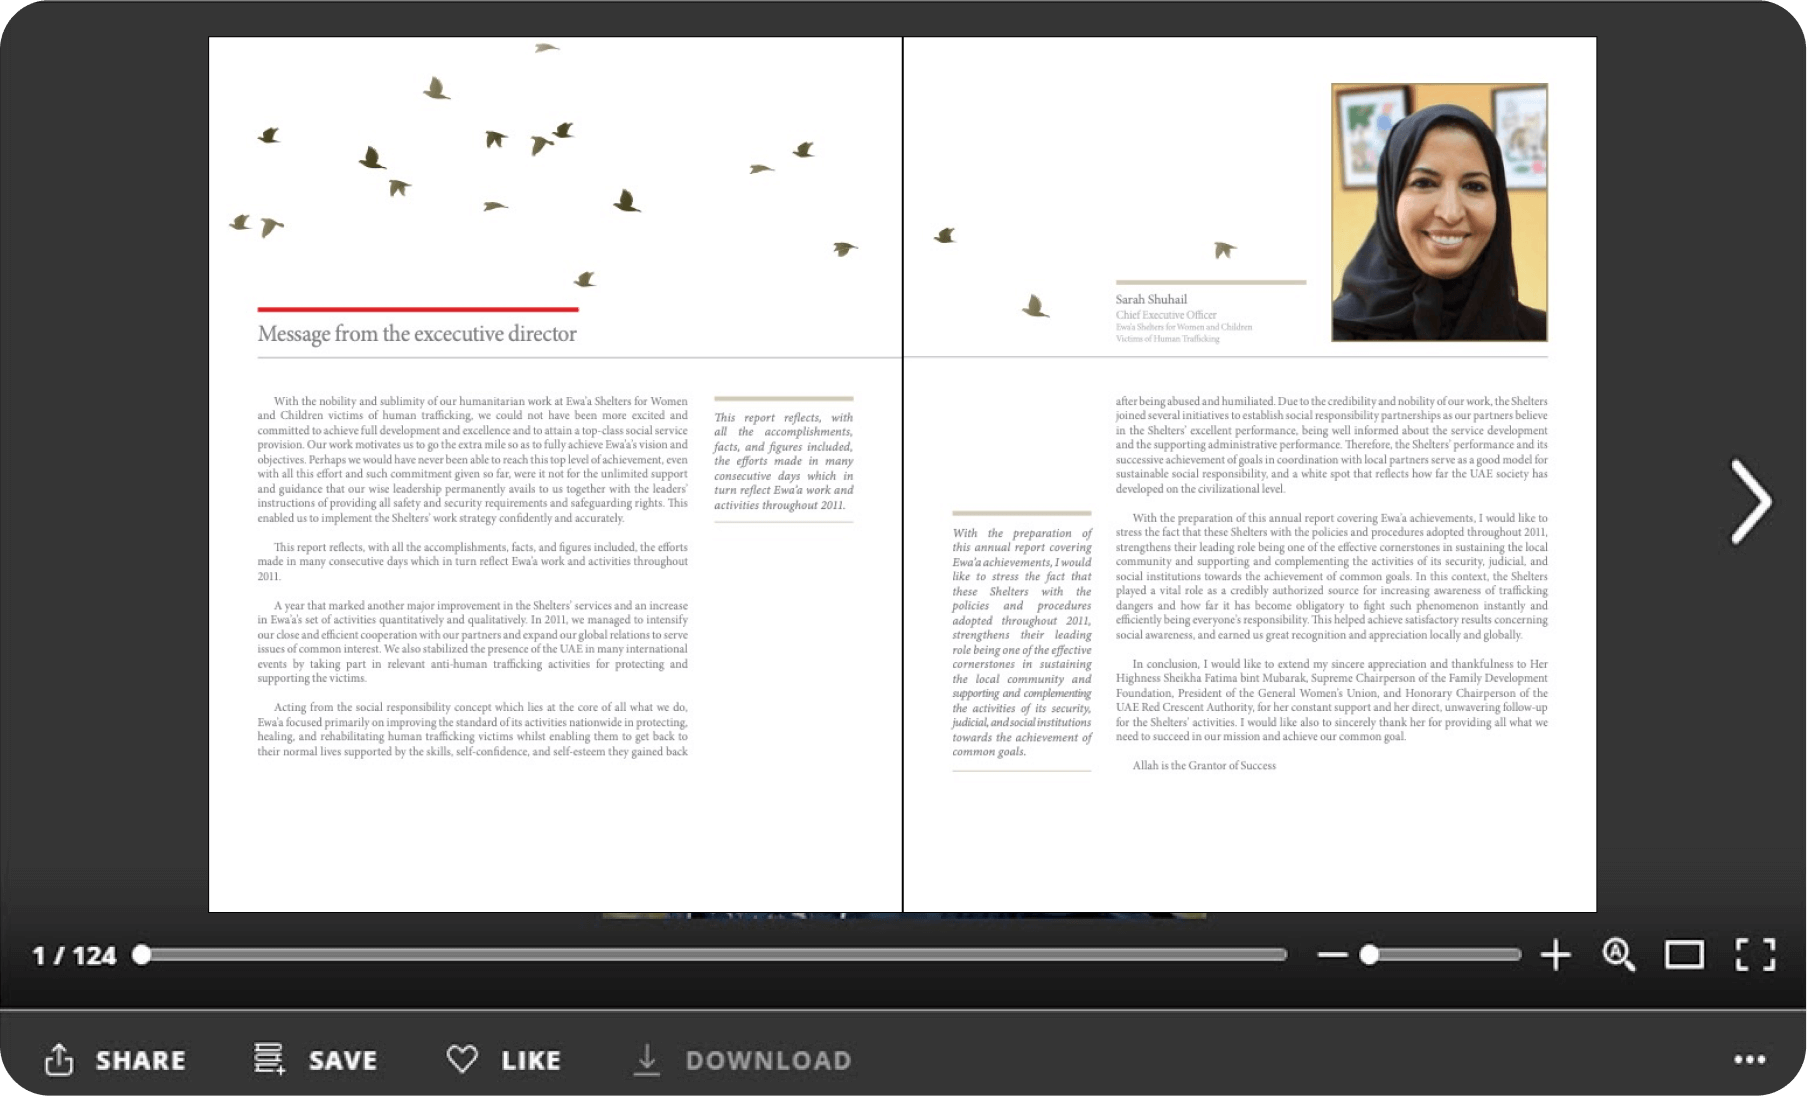 Message from the excecutive director
With the nobility and sublimity of our humanitarian work at Ewa'a Shelters for Women
and Children victims of human trafficking, we could not have been more excited and
committed to achieve full development and excellence and to attain a top-class social service
provision. Our work motivates us to go the extra mile so as to fully achieve Ewa'a's vision and
objectives. Perhaps we would have never been able to reach this top level of achievement, even
with all this effort and such commitment given so far, were it not for the unlimited support
and guidance that our wise leadership permanently avails to us together with the leaders'
instructions of providing all safety and security requirements and safeguarding rights. This
enabled us to implement the Shelters' work strategy confidently and accurately.
This report reflects, with all the accomplishments, facts, and figures included, the efforts
made in many consecutive days which in turn reflect Ewa'a work and activities throughout
2011.
A year that marked another major improvement in the Shelters' services and an increase
in Ewa'a's set of activities quantitatively and qualitatively. In 2011, we managed to intensify
our close and efficient cooperation with our partners and expand our global relations to serve
issues of common interest. We also stabilized the presence of the UAE in many international
events by taking part in relevant anti-human trafficking activities for protecting and
supporting the victims.
Acting from the social responsibility concept which lies at the core of all what we do,
Ewa'a focused primarily on improving the standard of its activities nationwide in protecting,
healing, and rehabilitating human trafficking victims whilst enabling them to get back to
their normal lives supported by the skills, self-confidence, and self-esteem they gained back
This report reflects, with
all the accomplishments,
facts, and figures included,
the efforts made in many
consecutive days which in
turn reflect Ewa'a work and
activities throughout 2011.
Sarah Shuhail
Chief Executive Officer
Ewa'a Shelters for Women and Children
Victims of Human Trafficking
With the preparation of
this annual report covering
Ewa'a achievements, I would
like to stress the fact that
these Shelters with the
policies and procedures
adopted throughout 2011,
strengthens their leading
role being one of the effective
cornerstones in sustaining
the local community and
supporting and complementing
the activities of its security,
judicial, and social institutions
towards the achievement of
common goals.
after being abused and humiliated. Due to the credibility and nobility of our work, the Shelters
joined several initiatives to establish social responsibility partnerships as our partners believe
in the Shelters' excellent performance, being well informed about the service development
and the supporting administrative performance. Therefore, the Shelters' performance and its
successive achievement of goals in coordination with local partners serve as a good model for
sustainable social responsibility, and a white spot that reflects how far the UAE society has
developed on the civilizational level.
With the preparation of this annual report covering Ewa'a achievements, I would like to
stress the fact that these Shelters with the policies and procedures adopted throughout 2011,
strengthens their leading role being one of the effective cornerstones in sustaining the local
community and supporting and complementing the activities of its security, judicial, and
social institutions towards the achievement of common goals. In this context, the Shelters
played a vital role as a credibly authorized source for increasing awareness of trafficking
dangers and how far it has become obligatory to fight such phenomenon instantly and
efficiently being everyone's responsibility. This helped achieve satisfactory results concerning
social awareness, and earned us great recognition and appreciation locally and globally.
In conclusion, I would like to extend my sincere appreciation and thankfulness to Her
Highness Sheikha Fatima bint Mubarak, Supreme Chairperson of the Family Development
Foundation, President of the General Women's Union, and Honorary Chairperson of the
UAE Red Crescent Authority, for her constant support and her direct, unwavering follow-up
for the Shelters' activities. I would like also to sincerely thank her for providing all what we
need to succeed in our mission and achieve our common goal.
Allah is the Grantor of Success
1 / 124
SHARE SAVE LIKE DOWNLOAD